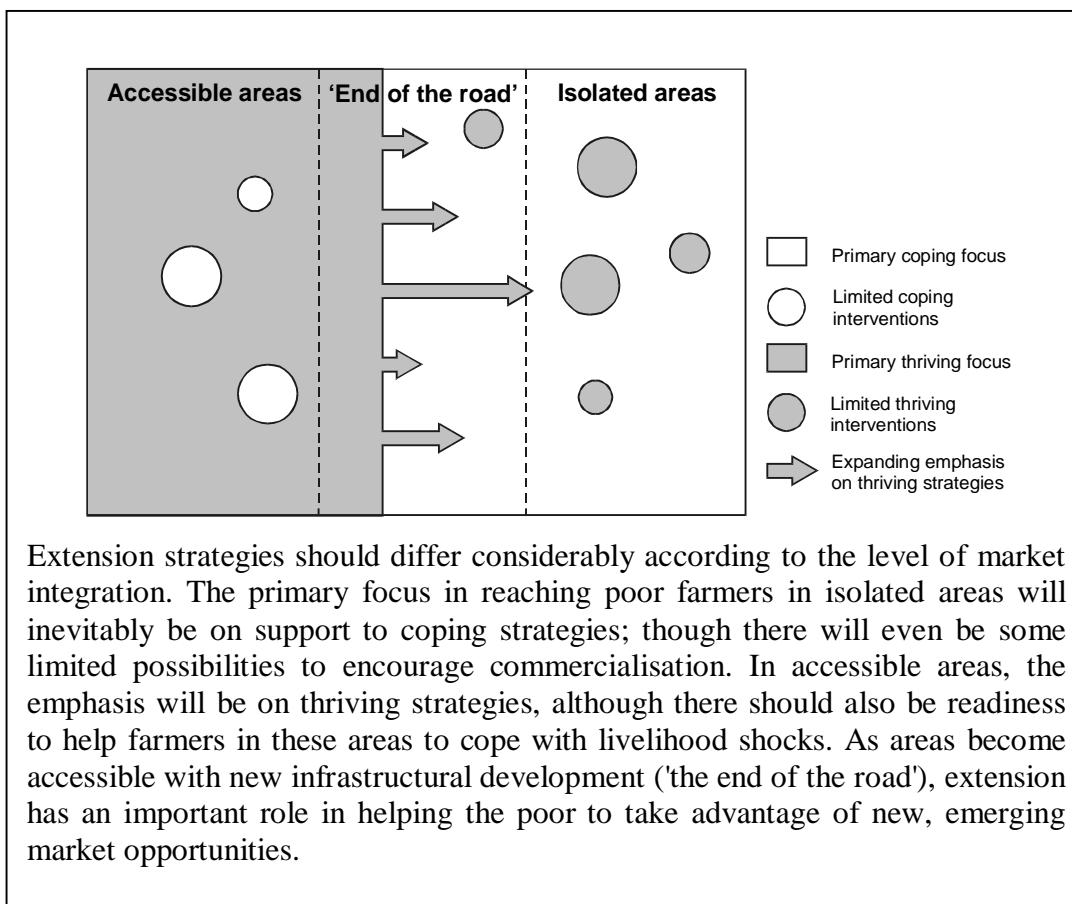 Accessible areas
'End of the road'
Isolated areas
Primary coping focus
Limited coping
interventions
Primary thriving focus
Limited thriving
interventions
Expanding emphasis
on thriving strategies
Extension strategies should differ considerably according to the level of market
integration. The primary focus in reaching poor farmers in isolated areas will
inevitably be on support to coping strategies; though there will even be some
limited possibilities to encourage commercialisation. In accessible areas, the
emphasis will be on thriving strategies, although there should also be readiness
to help farmers in these areas to cope with livelihood shocks. As areas become
accessible with new infrastructural development ('the end of the road'), extension
has an important role in helping the poor to take advantage of new, emerging
market opportunities.